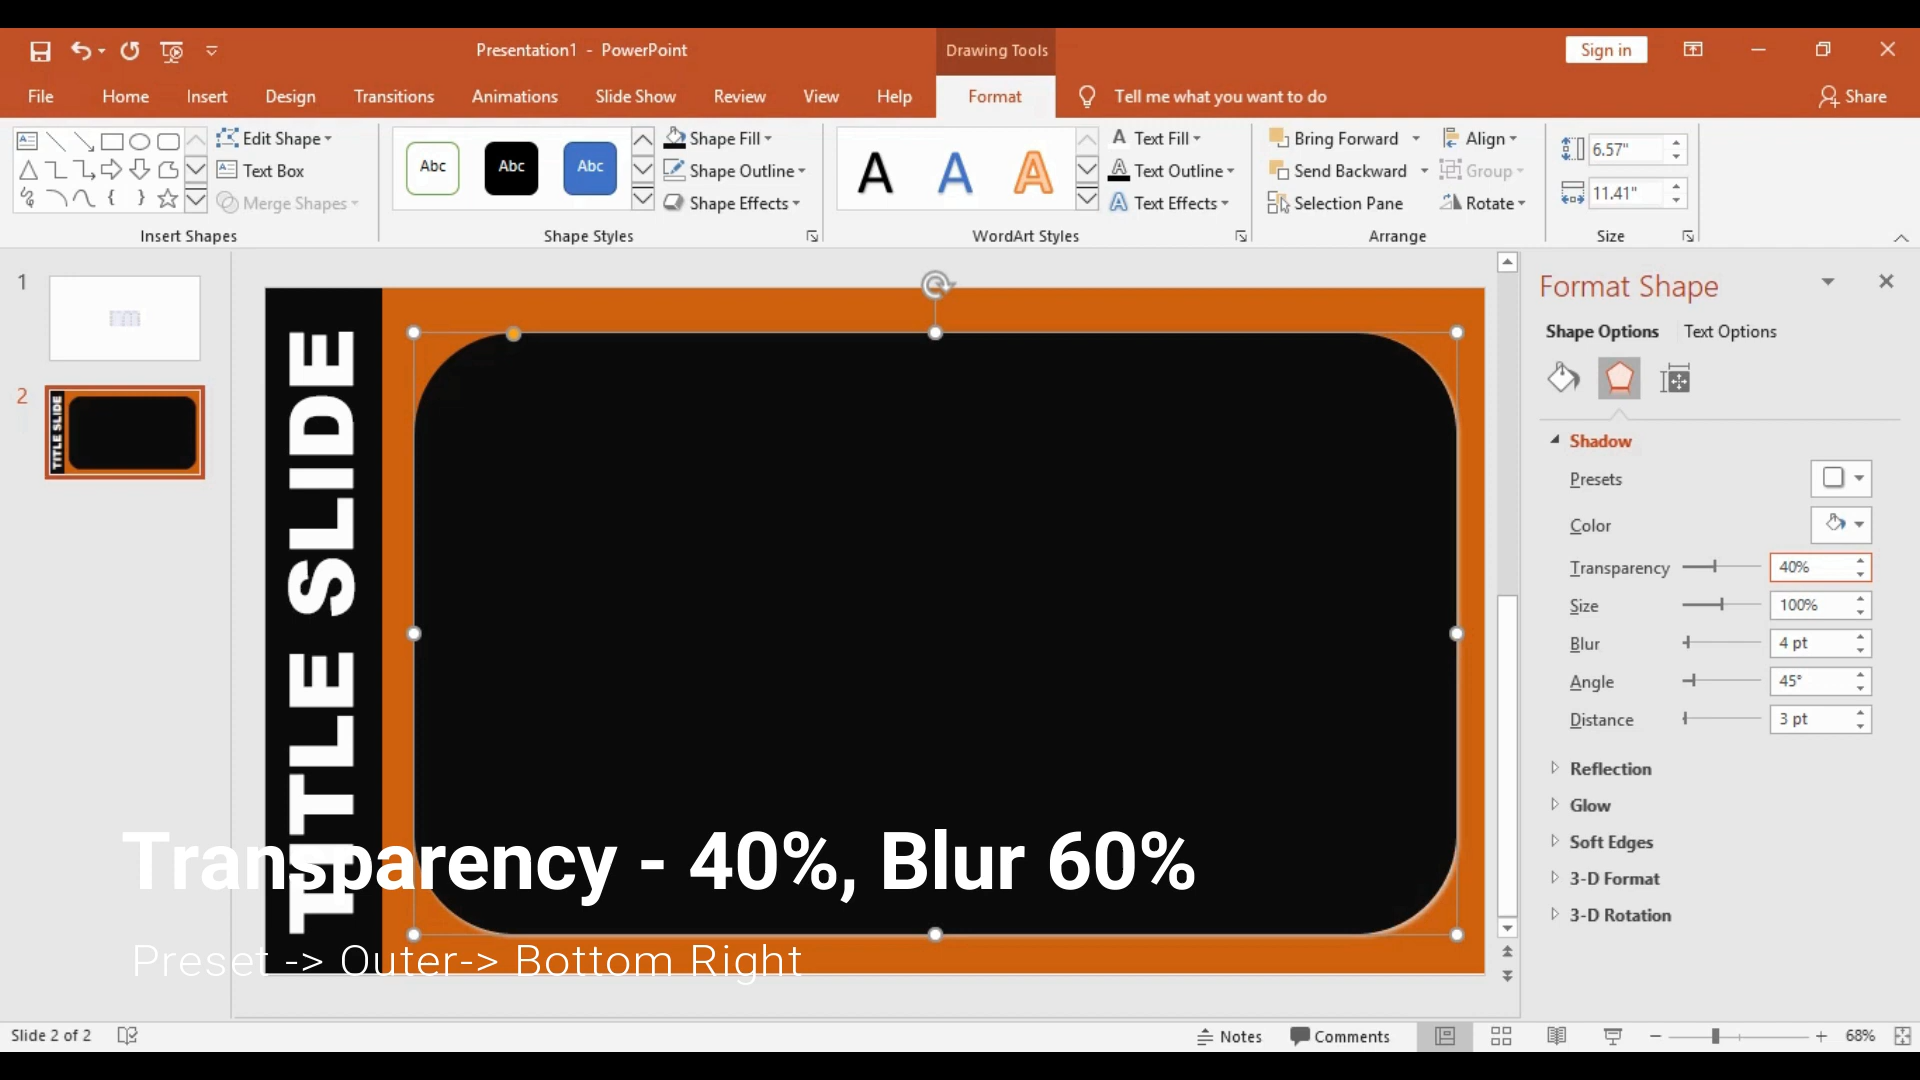 Presentation1 - PowerPoint
Drawing Tools
Sign in
File Home Insert Design Transitions Animations Slide Show Review View Help Format Tell me what you want to do Share
Edit Shape
Text Box
Merge Shapes
Insert Shapes
Abc Abc Abc
Shape Fill
Shape Outline
Shape Effects
Shape Styles
A A A
Text Fill
Text Outline
Text Effects
WordArt Styles
Bring Forward
Send Backward
Selection Pane
Align
Group
Rotate
Arrange
6.57"
11.41"
Size
1
2
TITLE SLIDE
TITLE SLIDE
Format Shape
Shape Options Text Options
Shadow
Presets
Color
Transparency 40%
Size 100%
Blur 4 pt
Angle 45°
Distance 3 pt
Reflection
Glow
Soft Edges
3-D Format
3-D Rotation
Transparency - 40%, Blur 60%
Preset -> Outer-> Bottom Right
Slide 2 of 2
Notes Comments 68%